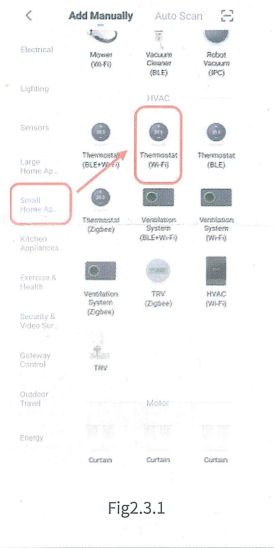 Add Manually
Auto Scan
Electrical
Lighting
Sensors
Large
Home Ap...
Small
Home Ap...
Kitchen
Appliances
Exercise &
Health
Security &
Video Sur...
Gateway
Control
Outdoor
Travel
Energy
Mower
(Wi-Fi)
Vacuum
Cleaner
(BLE)
Robot
Vacuum
(IPC)
HVAC
Thermostat
(BLE+Wi-Fi)
Thermostat
(Wi-Fi)
Thermostat
(BLE)
Thermostat
(Zigbee)
Ventilation
System
(BLE+Wi-Fi)
Ventilation
System
(Wi-Fi)
Ventilation
System
(Zigbee)
TRV
(Zigbee)
HVAC
(Wi-Fi)
TRV
Motor
Curtain
Curtain
Curtain
Fig2.3.1